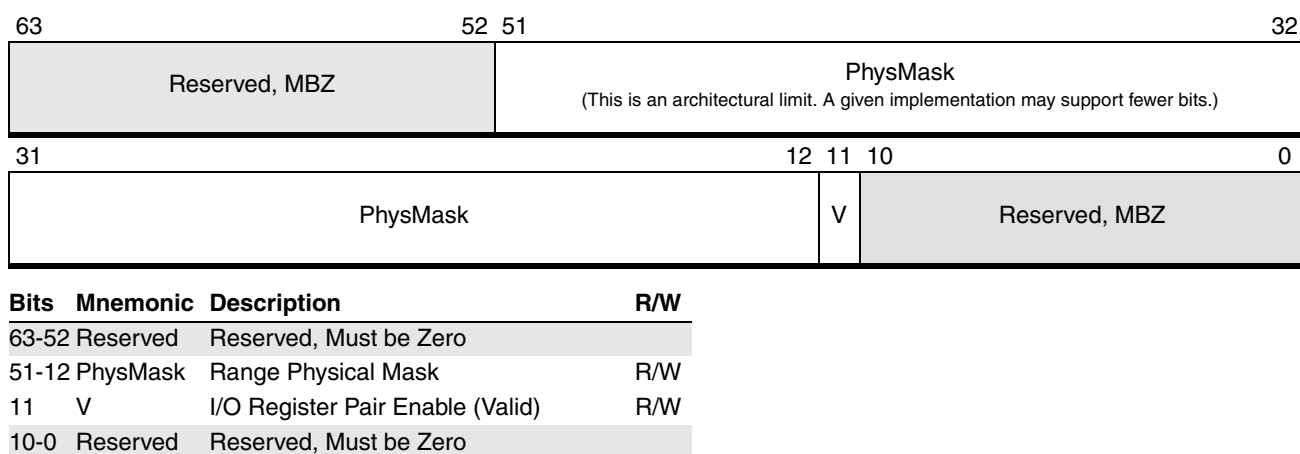 63 52 51 32
Reserved, MBZ PhysMask
(This is an architectural limit. A given implementation may support fewer bits.)
31 12 11 10 0
PhysMask V Reserved, MBZ
Bits Mnemonic Description R/W
63-52 Reserved Reserved, Must be Zero
51-12 PhysMask Range Physical Mask R/W
11 V I/O Register Pair Enable (Valid) R/W
10-0 Reserved Reserved, Must be Zero